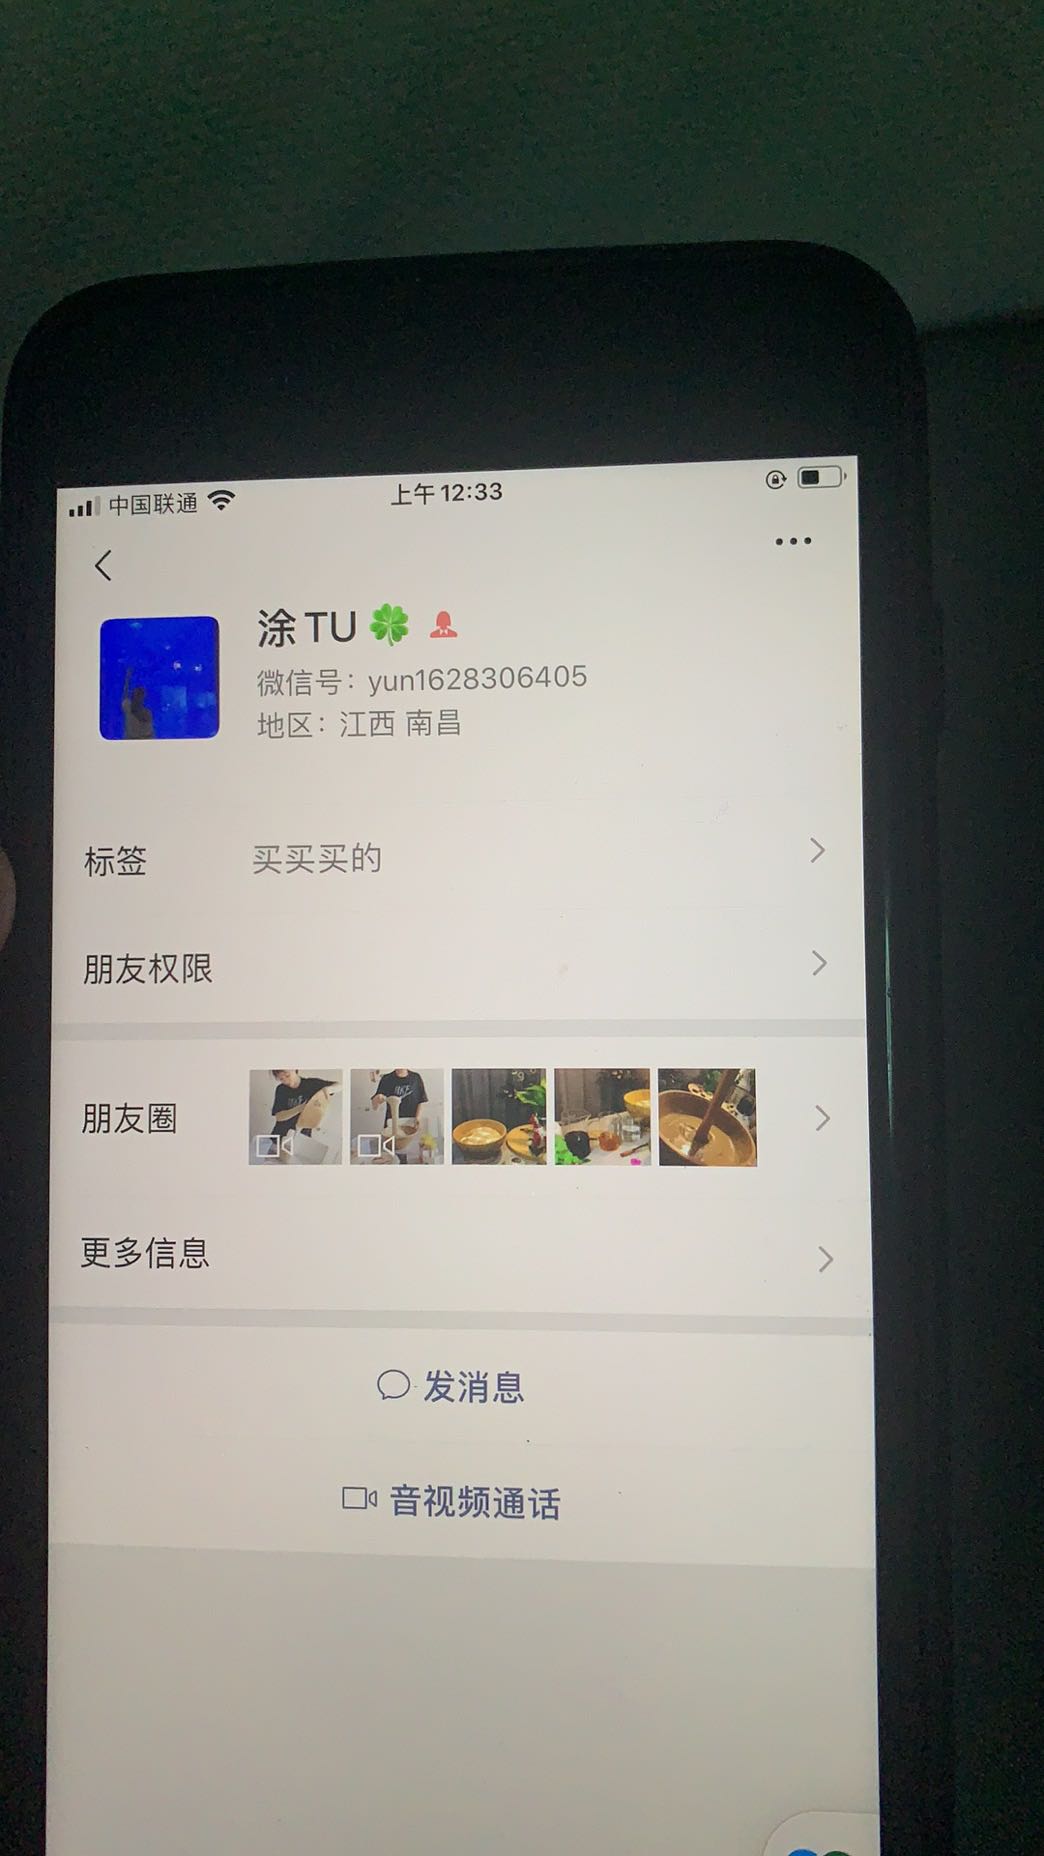 中国联通
上午12:33
涂TU🍀
微信号：yun1628306405
地区：江西 南昌
标签 买买买的
朋友权限
朋友圈
更多信息
发消息
音视频通话